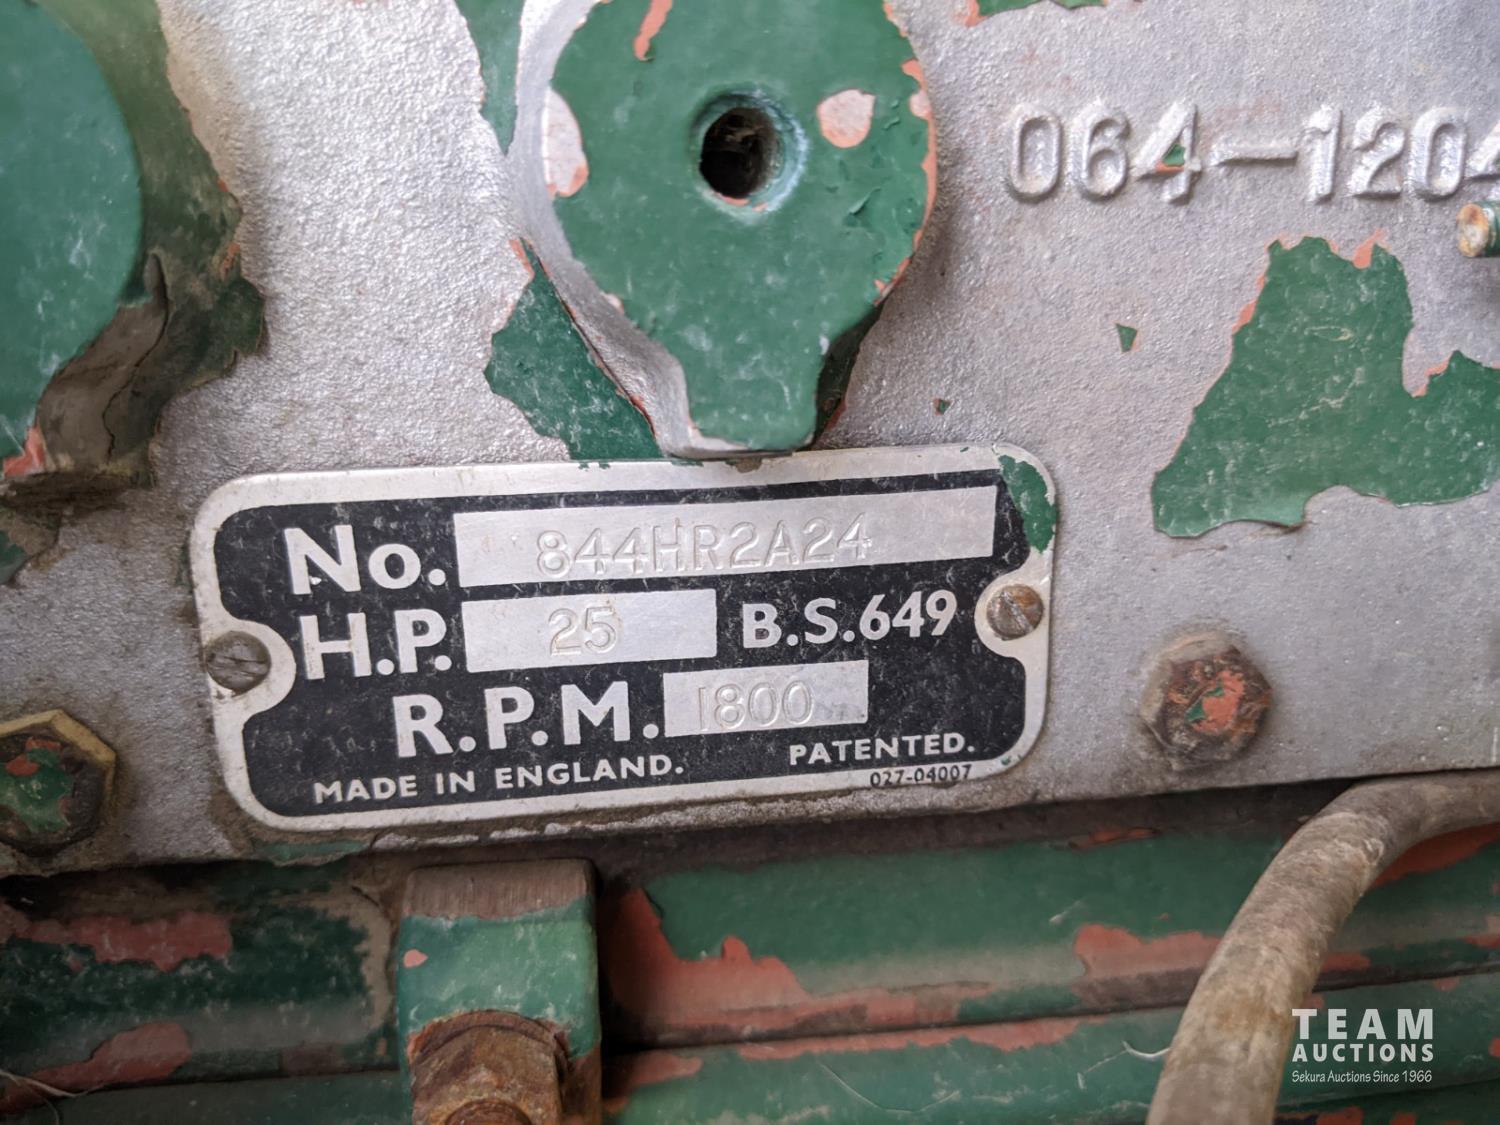 064-1204
No. 844HR2A24
H.P. 25 B.S.649
R.P.M. 1800
MADE IN ENGLAND. PATENTED.
027-04007
TEAM
AUCTIONS
Sekura Auctions Since 1966